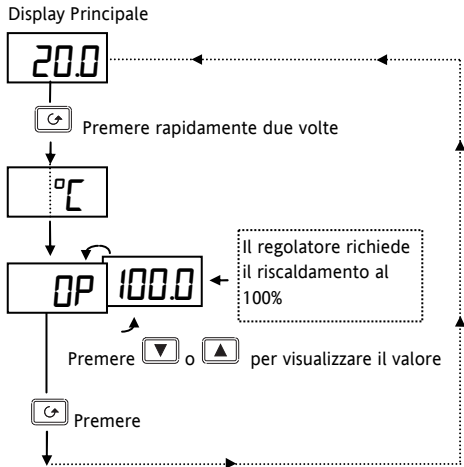 Display Principale
20.0
Premere rapidamente due volte
°C
OP 100.0
Il regolatore richiede
il riscaldamento al
100%
Premere o per visualizzare il valore
Premere